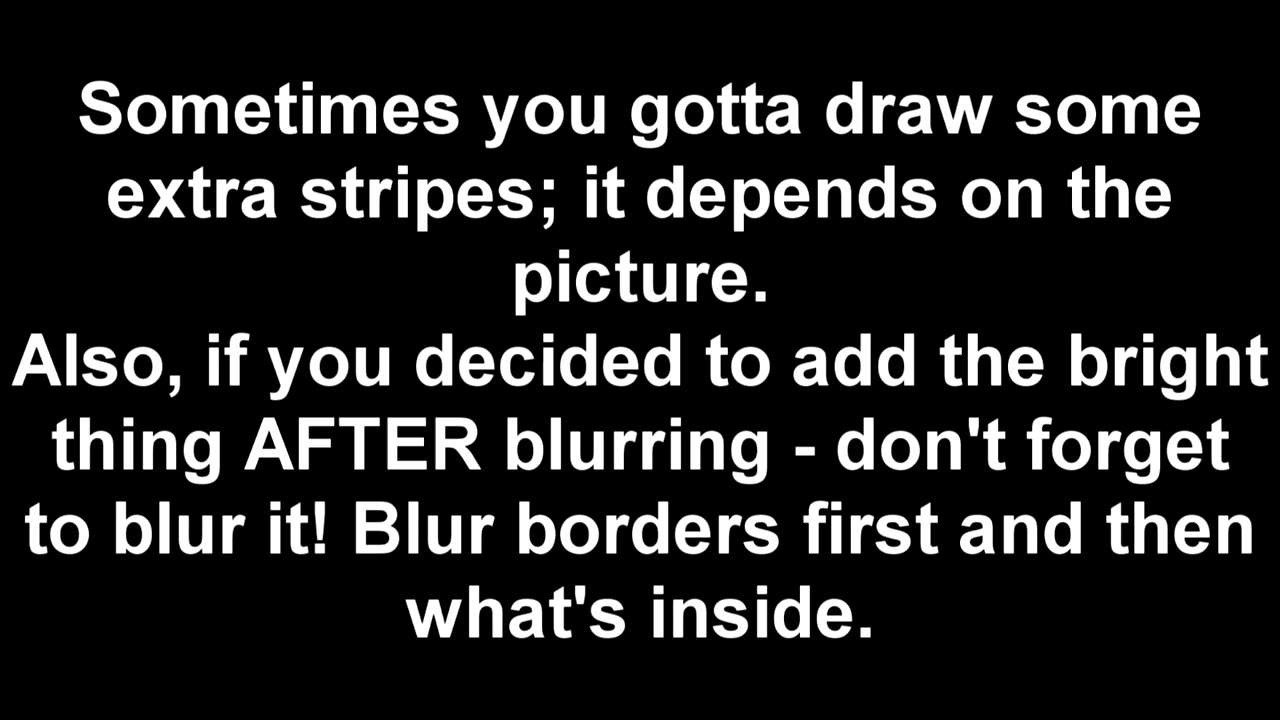 Sometimes you gotta draw some
extra stripes; it depends on the
picture.
Also, if you decided to add the bright
thing AFTER blurring - don't forget
to blur it! Blur borders first and then
what's inside.